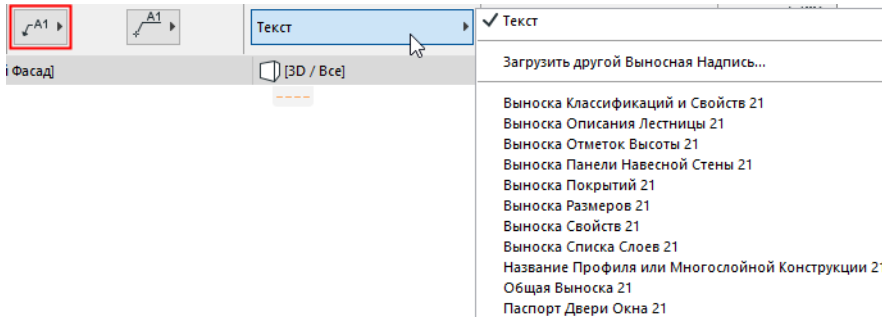 A1
A1
Текст
Текст
Загрузить другой Выносная Надпись...
й Фасад]
[3D / Все]
Выноска Классификаций и Свойств 21
Выноска Описания Лестницы 21
Выноска Отметок Высоты 21
Выноска Панели Навесной Стены 21
Выноска Покрытий 21
Выноска Размеров 21
Выноска Свойств 21
Выноска Списка Слоев 21
Название Профиля или Многослойной Конструкции 21
Общая Выноска 21
Паспорт Двери Окна 21